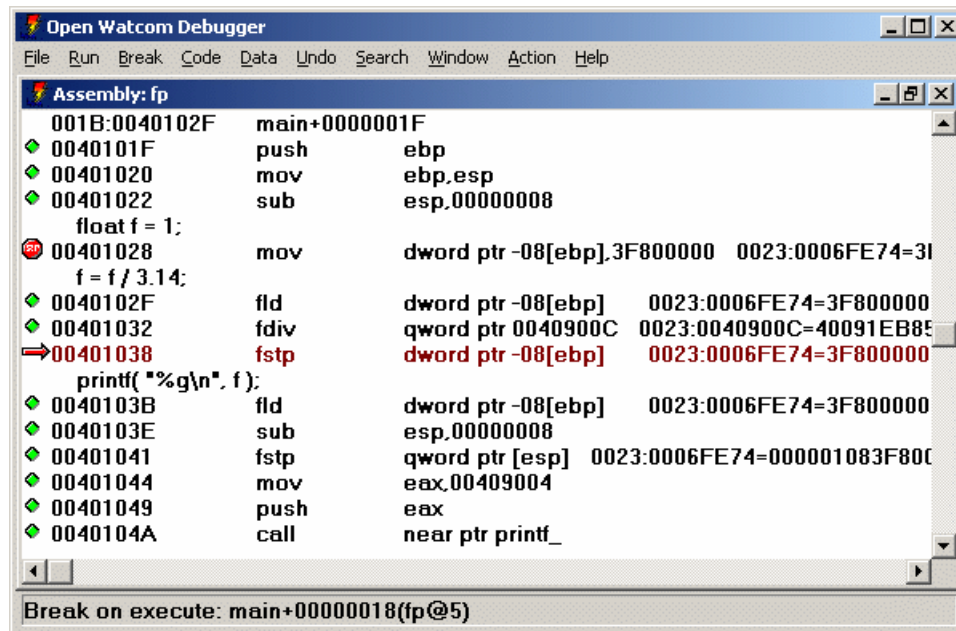 Open Watcom Debugger
File Run Break Code Data Undo Search Window Action Help
Assembly: fp
001B:0040102F main+0000001F
0040101F push ebp
00401020 mov ebp,esp
00401022 sub esp,00000008
float f = 1;
00401028 mov dword ptr -08[ebp],3F800000 0023:0006FE74=3
f = f / 3.14;
0040102F fld dword ptr -08[ebp] 0023:0006FE74=3F800000
00401032 fdiv qword ptr 0040900C 0023:0040900C=40091EB85
00401038 fstp dword ptr -08[ebp] 0023:0006FE74=3F800000
printf( "%g\n", f );
0040103B fld dword ptr -08[ebp] 0023:0006FE74=3F800000
0040103E sub esp,00000008
00401041 fstp qword ptr [esp] 0023:0006FE74=000001083F800
00401044 mov eax,00409004
00401049 push eax
0040104A call near ptr printf_
Break on execute: main+00000018(fp@5)